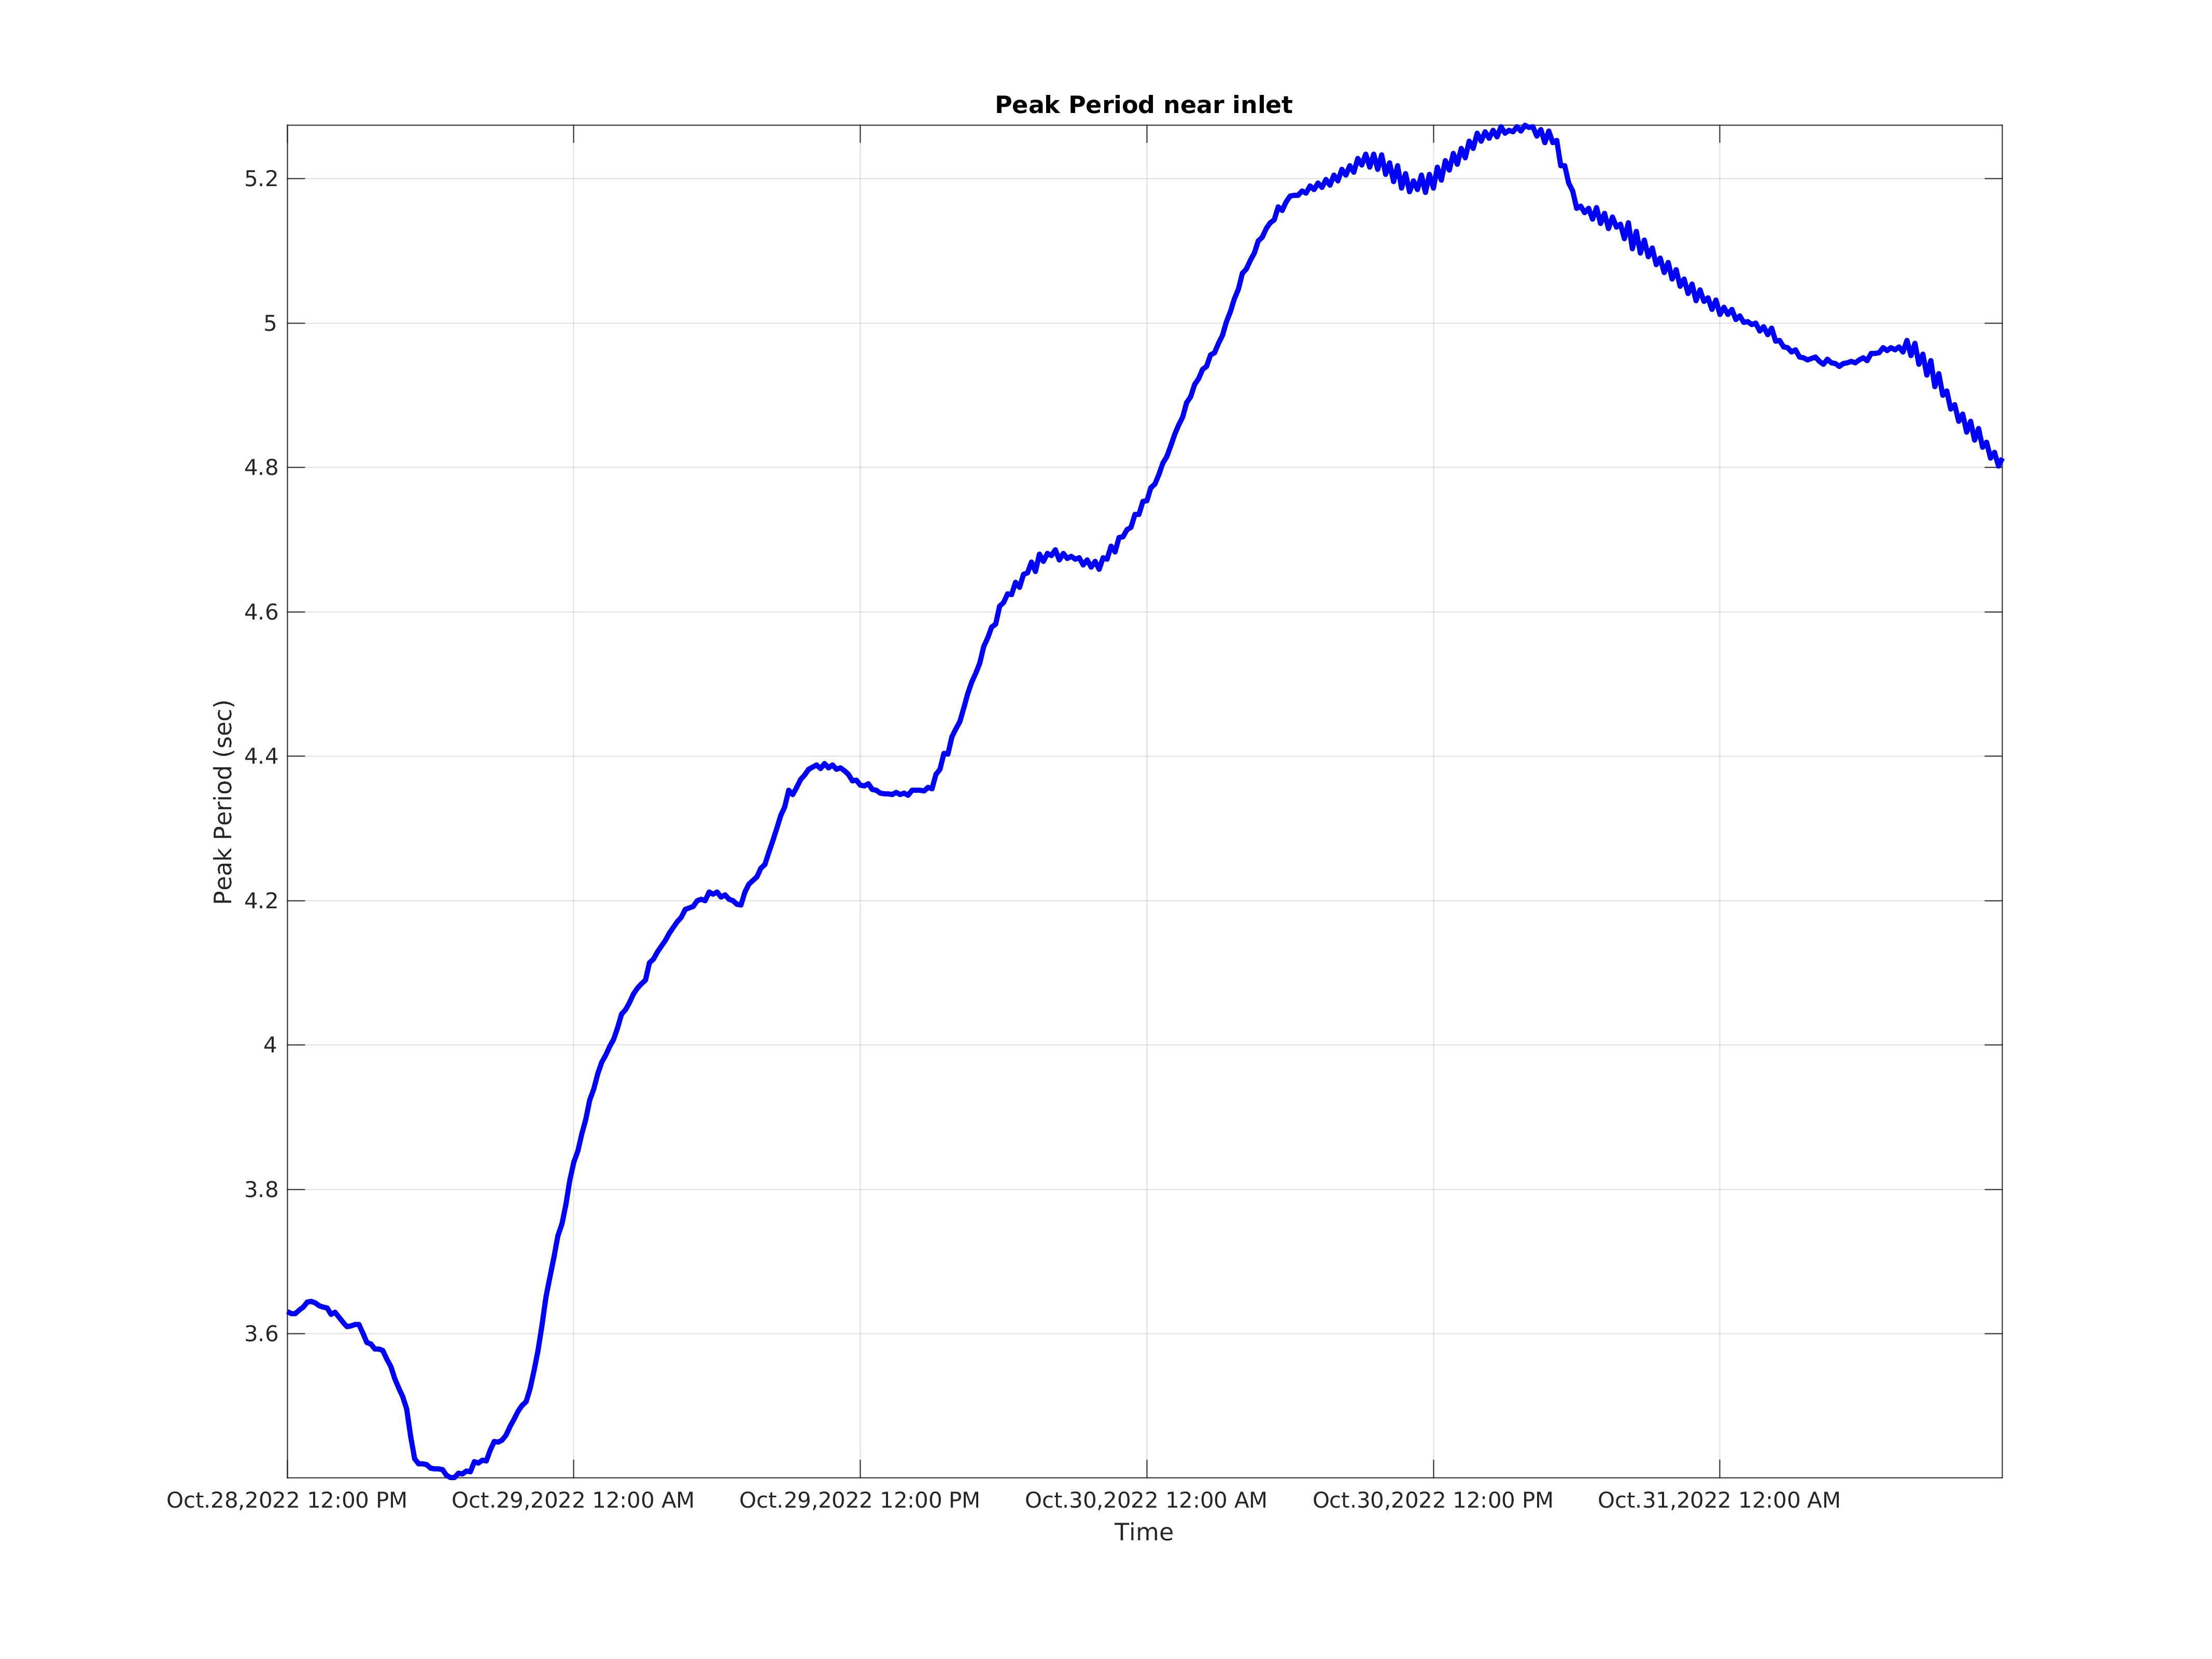 Peak Period near inlet
5.2
5
4.8
4.6
4.4
4.2
4
3.8
3.6
Peak Period (sec)
Oct.28,2022 12:00 PM
Oct.29,2022 12:00 AM
Oct.29,2022 12:00 PM
Oct.30,2022 12:00 AM
Oct.30,2022 12:00 PM
Oct.31,2022 12:00 AM
Time